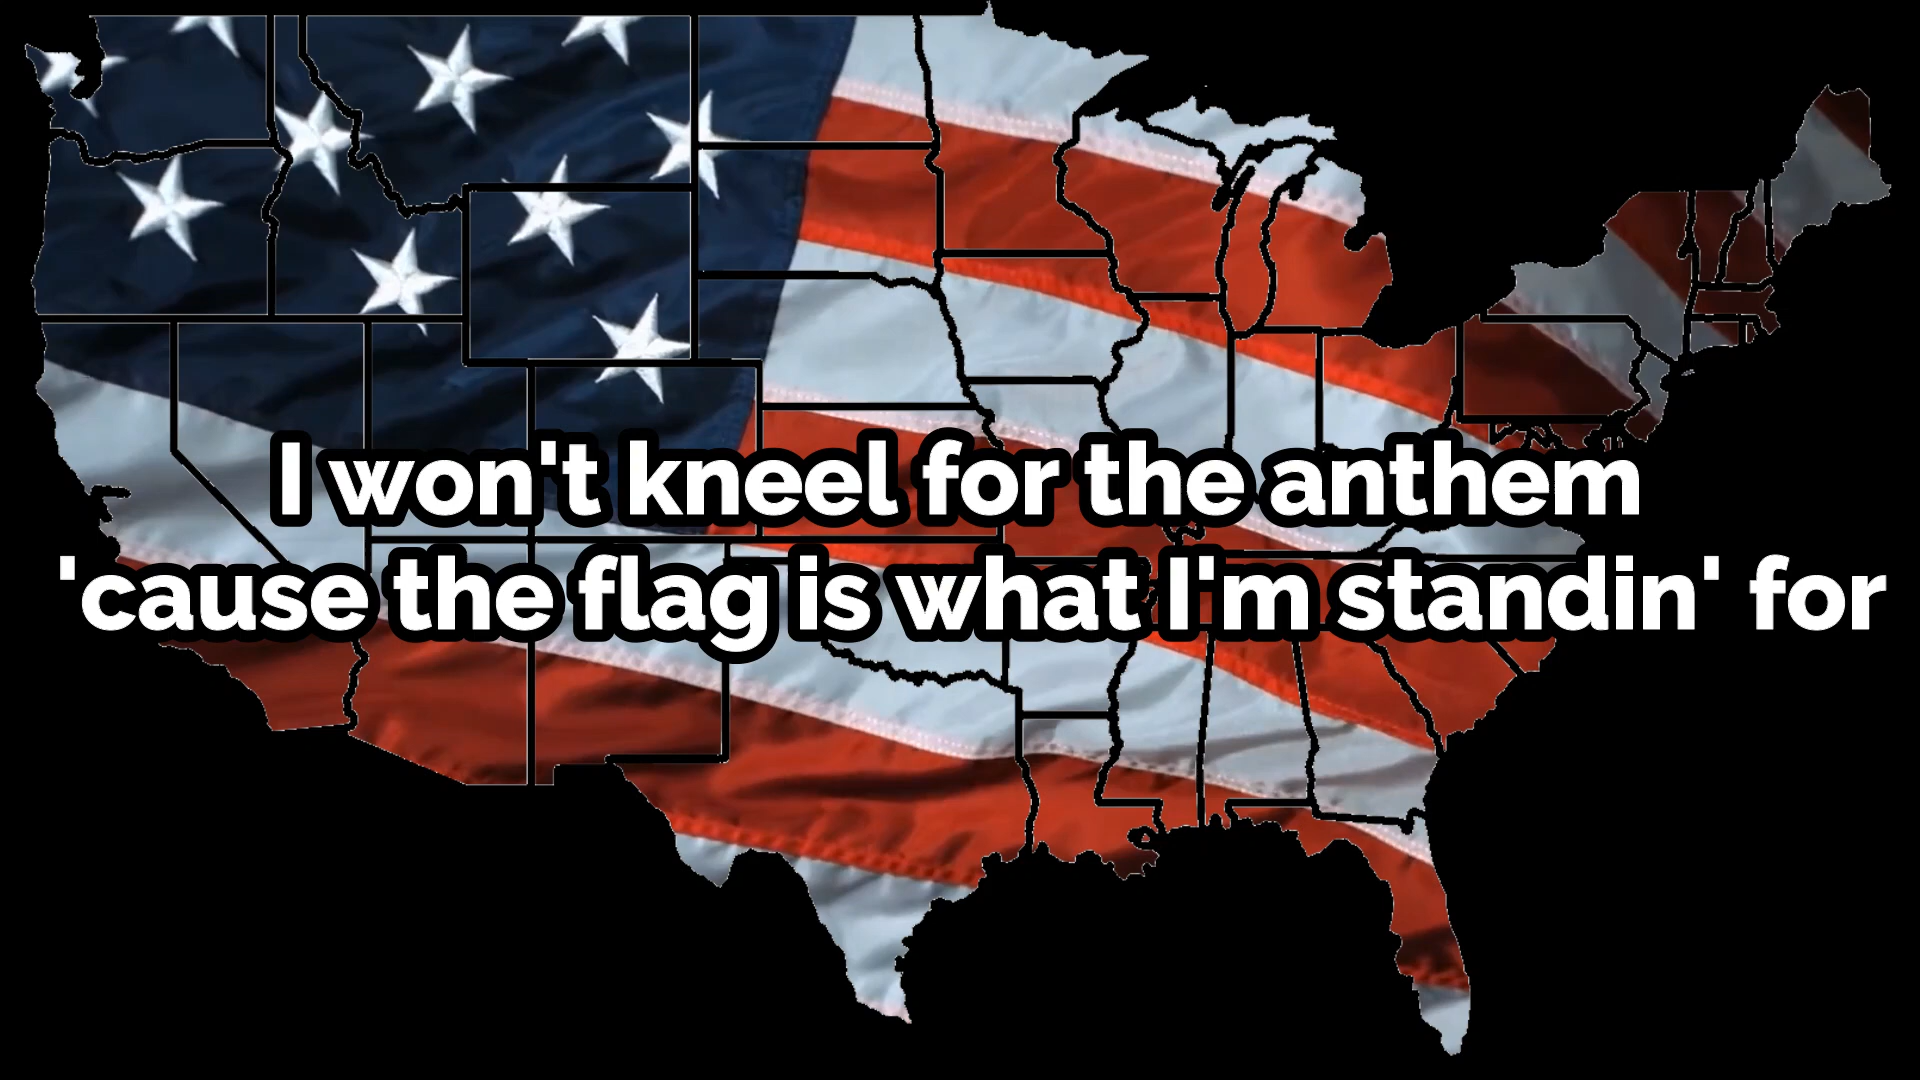 I won't kneel for the anthem
'cause the flag is what I'm standin' for